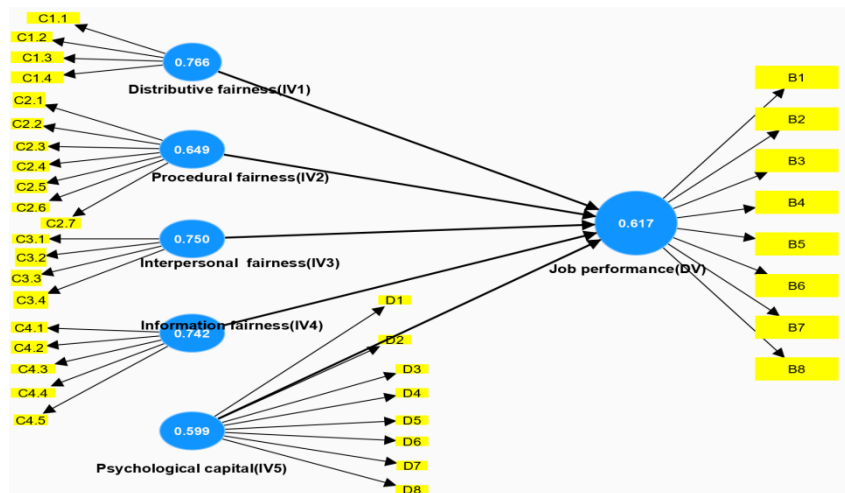 C1.1
C1.2
C1.3
C1.4
0.766
Distributive fairness(IV1)
C2.1
C2.2
C2.3
C2.4
C2.5
C2.6
C2.7
0.649
Procedural fairness(IV2)
C3.1
C3.2
C3.3
C3.4
0.750
Interpersonal fairness(IV3)
C4.1
C4.2
C4.3
C4.4
C4.5
Information fairness(IV4)
0.742
0.599
Psychological capital(IV5)
D1
D2
D3
D4
D5
D6
D7
D8
0.617
Job performance(DV)
B1
B2
B3
B4
B5
B6
B7
B8